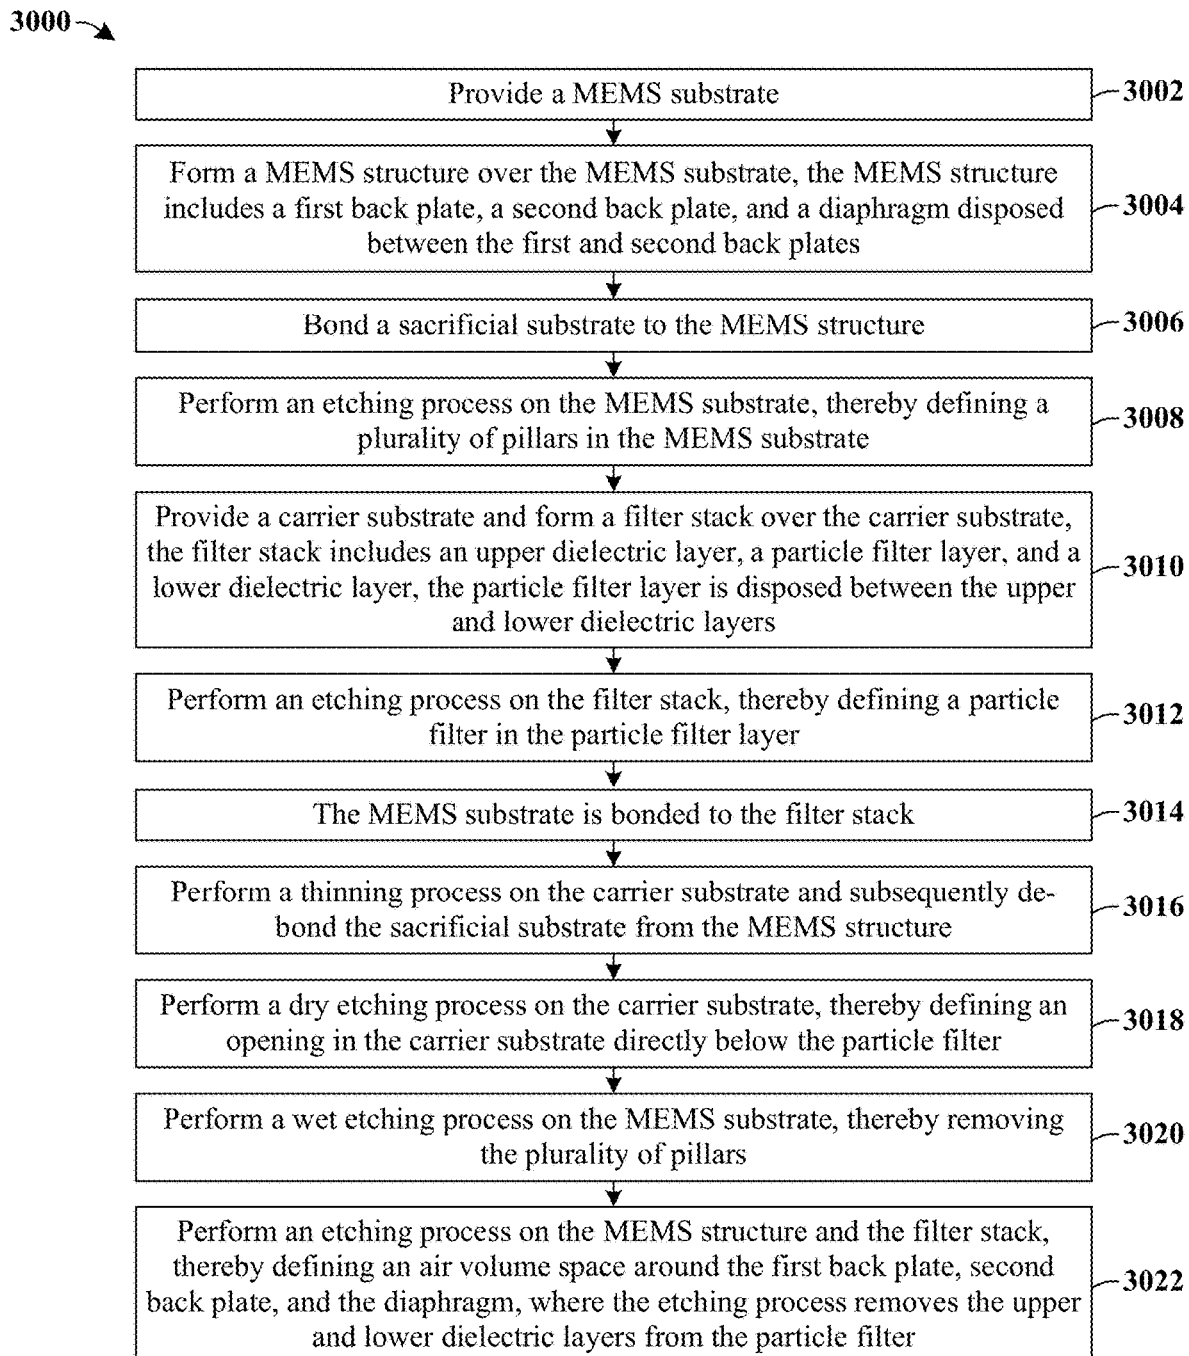 3000
Provide a MEMS substrate
3002
Form a MEMS structure over the MEMS substrate, the MEMS structure
includes a first back plate, a second back plate, and a diaphragm disposed
between the first and second back plates
3004
Bond a sacrificial substrate to the MEMS structure
3006
Perform an etching process on the MEMS substrate, thereby defining a
plurality of pillars in the MEMS substrate
3008
Provide a carrier substrate and form a filter stack over the carrier substrate,
the filter stack includes an upper dielectric layer, a particle filter layer, and a
lower dielectric layer, the particle filter layer is disposed between the upper
and lower dielectric layers
3010
Perform an etching process on the filter stack, thereby defining a particle
filter in the particle filter layer
3012
The MEMS substrate is bonded to the filter stack
3014
Perform a thinning process on the carrier substrate and subsequently de-
bond the sacrificial substrate from the MEMS structure
3016
Perform a dry etching process on the carrier substrate, thereby defining an
opening in the carrier substrate directly below the particle filter
3018
Perform a wet etching process on the MEMS substrate, thereby removing
the plurality of pillars
3020
Perform an etching process on the MEMS structure and the filter stack,
thereby defining an air volume space around the first back plate, second
back plate, and the diaphragm, where the etching process removes the upper
and lower dielectric layers from the particle filter
3022